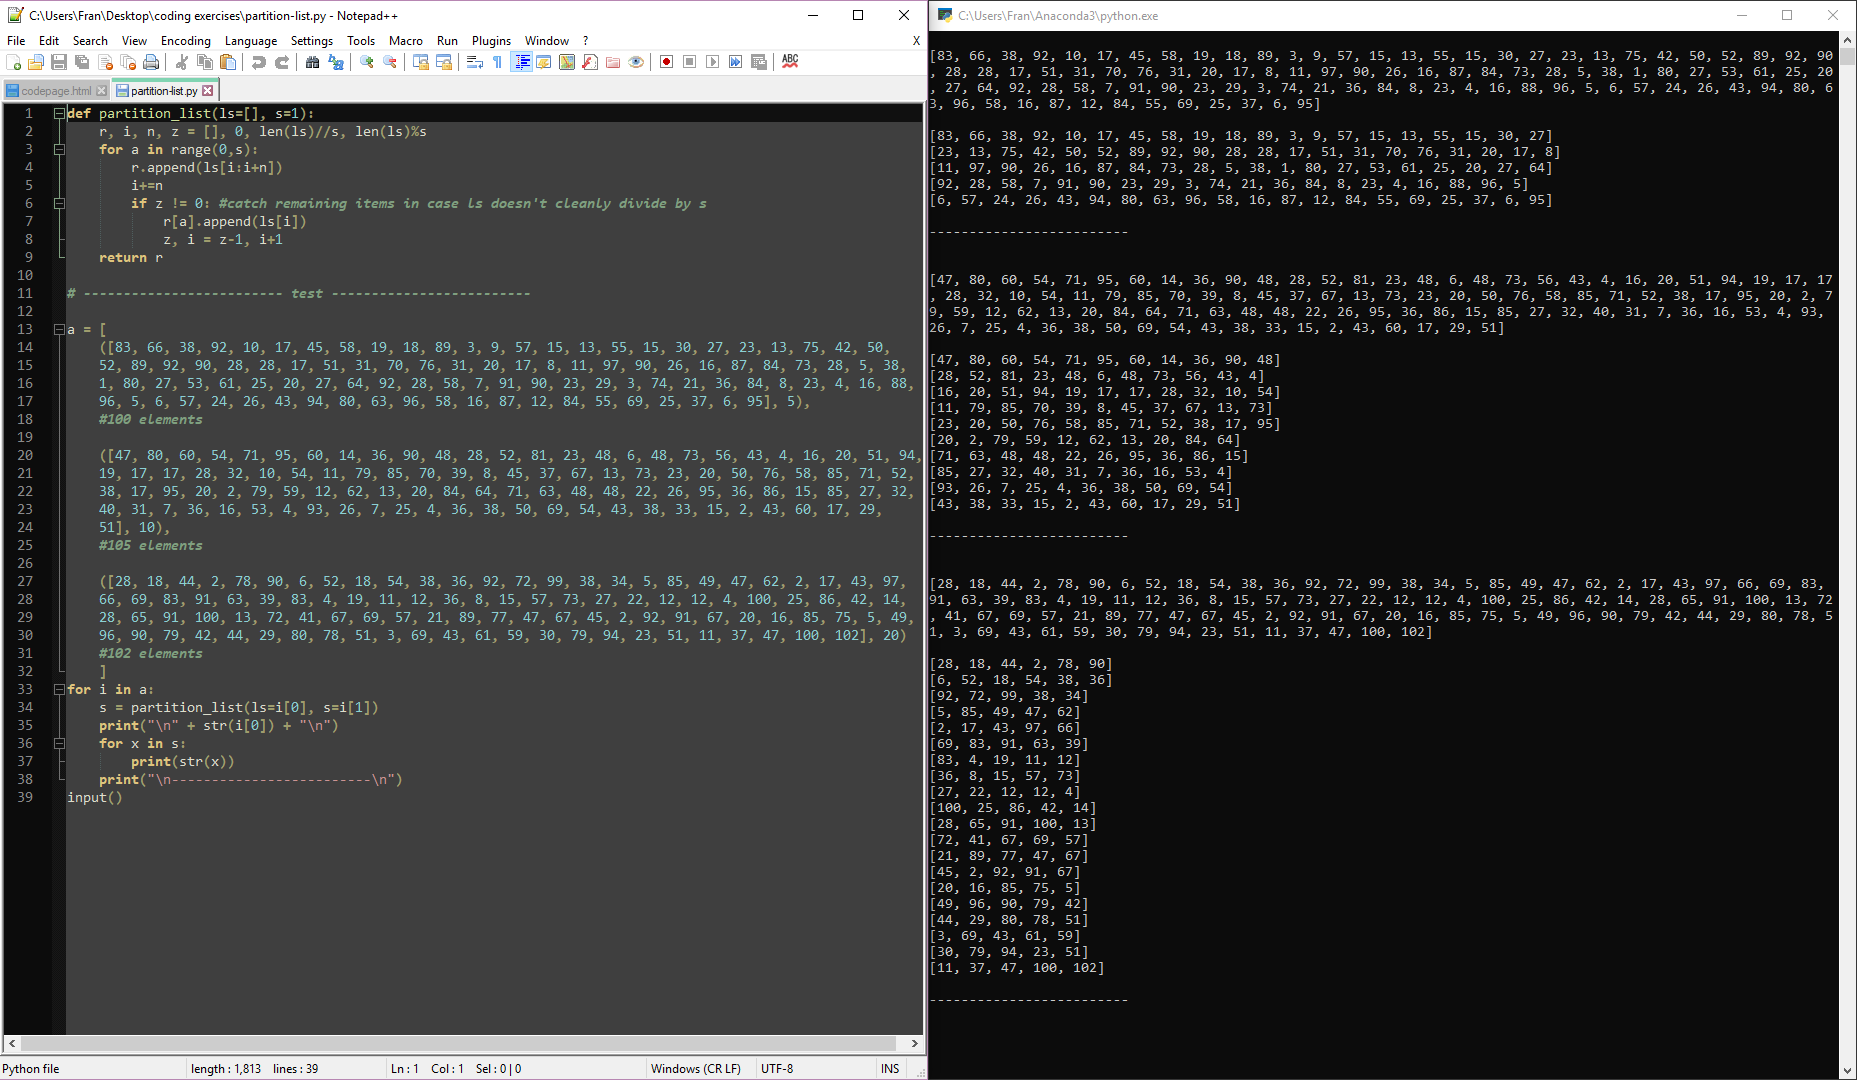 C:\Users\Fran\Desktop\coding exercises\partition-list.py - Notepad++
File Edit Search View Encoding Language Settings Tools Macro Run Plugins Window ? X
codepage.html partition-list.py
1 def partition_list(ls=[], s=1):
2 r, i, n, z = [], 0, len(ls)//s, len(ls)%s
3 for a in range(0,s):
4 r.append(ls[i:i+n])
5 i+=n
6 if z != 0: #catch remaining items in case ls doesn't cleanly divide by s
7 r[a].append(ls[i])
8 z, i = z-1, i+1
9 return r
10
11 # ------------------------- test -------------------------
12
13 a = [
14 ([83, 66, 38, 92, 10, 17, 45, 58, 19, 18, 89, 3, 9, 57, 15, 13, 55, 15, 30, 27, 23, 13, 75, 42, 50,
15 52, 89, 92, 90, 28, 28, 17, 51, 31, 70, 76, 31, 20, 17, 8, 11, 97, 90, 26, 16, 87, 84, 73, 28, 5, 38,
16 1, 80, 27, 53, 61, 25, 20, 27, 64, 92, 28, 58, 7, 91, 90, 23, 29, 3, 74, 21, 36, 84, 8, 23, 4, 16, 88,
17 96, 5, 6, 57, 24, 26, 43, 94, 80, 63, 96, 58, 16, 87, 12, 84, 55, 69, 25, 37, 6, 95], 5),
18 #100 elements
19
20 ([47, 80, 60, 54, 71, 95, 60, 14, 36, 90, 48, 28, 52, 81, 23, 48, 6, 48, 73, 56, 43, 4, 16, 20, 51, 94,
21 19, 17, 17, 28, 32, 10, 54, 11, 79, 85, 70, 39, 8, 45, 37, 67, 13, 73, 23, 20, 50, 76, 58, 85, 71, 52,
22 38, 17, 95, 20, 2, 79, 59, 12, 62, 13, 20, 84, 64, 71, 63, 48, 48, 22, 26, 95, 36, 86, 15, 85, 27, 32,
23 40, 31, 7, 36, 16, 53, 4, 93, 26, 7, 25, 4, 36, 38, 50, 69, 54, 43, 38, 33, 15, 2, 43, 60, 17, 29,
24 51], 10),
25 #105 elements
26
27 ([28, 18, 44, 2, 78, 90, 6, 52, 18, 54, 38, 36, 92, 72, 99, 38, 34, 5, 85, 49, 47, 62, 2, 17, 43, 97,
28 66, 69, 83, 91, 63, 39, 83, 4, 19, 11, 12, 36, 8, 15, 57, 73, 27, 22, 12, 12, 4, 100, 25, 86, 42, 14,
29 28, 65, 91, 100, 13, 72, 41, 67, 69, 57, 21, 89, 77, 47, 67, 45, 2, 92, 91, 67, 20, 16, 85, 75, 5, 49,
30 96, 90, 79, 42, 44, 29, 80, 78, 51, 3, 69, 43, 61, 59, 30, 79, 94, 23, 51, 11, 37, 47, 100, 102], 20)
31 #102 elements
32 ]
33 for i in a:
34 s = partition_list(ls=i[0], s=i[1])
35 print("\n" + str(i[0]) + "\n")
36 for x in s:
37 print(str(x))
38 print("\n-------------------------\n")
39 input()
Python file length : 1,813 lines : 39 Ln : 1 Col : 1 Sel : 0 | 0 Windows (CR LF) UTF-8 INS
C:\Users\Fran\Anaconda3\python.exe
[83, 66, 38, 92, 10, 17, 45, 58, 19, 18, 89, 3, 9, 57, 15, 13, 55, 15, 30, 27, 23, 13, 75, 42, 50, 52, 89, 92, 90
, 28, 28, 17, 51, 31, 70, 76, 31, 20, 17, 8, 11, 97, 90, 26, 16, 87, 84, 73, 28, 5, 38, 1, 80, 27, 53, 61, 25, 20
, 27, 64, 92, 28, 58, 7, 91, 90, 23, 29, 3, 74, 21, 36, 84, 8, 23, 4, 16, 88, 96, 5, 6, 57, 24, 26, 43, 94, 80, 6
3, 96, 58, 16, 87, 12, 84, 55, 69, 25, 37, 6, 95]
[83, 66, 38, 92, 10, 17, 45, 58, 19, 18, 89, 3, 9, 57, 15, 13, 55, 15, 30, 27]
[23, 13, 75, 42, 50, 52, 89, 92, 90, 28, 28, 17, 51, 31, 70, 76, 31, 20, 17, 8]
[11, 97, 90, 26, 16, 87, 84, 73, 28, 5, 38, 1, 80, 27, 53, 61, 25, 20, 27, 64]
[92, 28, 58, 7, 91, 90, 23, 29, 3, 74, 21, 36, 84, 8, 23, 4, 16, 88, 96, 5]
[6, 57, 24, 26, 43, 94, 80, 63, 96, 58, 16, 87, 12, 84, 55, 69, 25, 37, 6, 95]
-------------------------
[47, 80, 60, 54, 71, 95, 60, 14, 36, 90, 48, 28, 52, 81, 23, 48, 6, 48, 73, 56, 43, 4, 16, 20, 51, 94, 19, 17, 17
, 28, 32, 10, 54, 11, 79, 85, 70, 39, 8, 45, 37, 67, 13, 73, 23, 20, 50, 76, 58, 85, 71, 52, 38, 17, 95, 20, 2, 7
9, 59, 12, 62, 13, 20, 84, 64, 71, 63, 48, 48, 22, 26, 95, 36, 86, 15, 85, 27, 32, 40, 31, 7, 36, 16, 53, 4, 93,
26, 7, 25, 4, 36, 38, 50, 69, 54, 43, 38, 33, 15, 2, 43, 60, 17, 29, 51]
[47, 80, 60, 54, 71, 95, 60, 14, 36, 90, 48]
[28, 52, 81, 23, 48, 6, 48, 73, 56, 43, 4]
[16, 20, 51, 94, 19, 17, 17, 28, 32, 10, 54]
[11, 79, 85, 70, 39, 8, 45, 37, 67, 13, 73]
[23, 20, 50, 76, 58, 85, 71, 52, 38, 17, 95]
[20, 2, 79, 59, 12, 62, 13, 20, 84, 64]
[71, 63, 48, 48, 22, 26, 95, 36, 86, 15]
[85, 27, 32, 40, 31, 7, 36, 16, 53, 4]
[93, 26, 7, 25, 4, 36, 38, 50, 69, 54]
[43, 38, 33, 15, 2, 43, 60, 17, 29, 51]
-------------------------
[28, 18, 44, 2, 78, 90, 6, 52, 18, 54, 38, 36, 92, 72, 99, 38, 34, 5, 85, 49, 47, 62, 2, 17, 43, 97, 66, 69, 83,
91, 63, 39, 83, 4, 19, 11, 12, 36, 8, 15, 57, 73, 27, 22, 12, 12, 4, 100, 25, 86, 42, 14, 28, 65, 91, 100, 13, 72
, 41, 67, 69, 57, 21, 89, 77, 47, 67, 45, 2, 92, 91, 67, 20, 16, 85, 75, 5, 49, 96, 90, 79, 42, 44, 29, 80, 78, 5
1, 3, 69, 43, 61, 59, 30, 79, 94, 23, 51, 11, 37, 47, 100, 102]
[28, 18, 44, 2, 78, 90]
[6, 52, 18, 54, 38, 36]
[92, 72, 99, 38, 34]
[5, 85, 49, 47, 62]
[2, 17, 43, 97, 66]
[69, 83, 91, 63, 39]
[83, 4, 19, 11, 12]
[36, 8, 15, 57, 73]
[27, 22, 12, 12, 4]
[100, 25, 86, 42, 14]
[28, 65, 91, 100, 13]
[72, 41, 67, 69, 57]
[21, 89, 77, 47, 67]
[45, 2, 92, 91, 67]
[20, 16, 85, 75, 5]
[49, 96, 90, 79, 42]
[44, 29, 80, 78, 51]
[3, 69, 43, 61, 59]
[30, 79, 94, 23, 51]
[11, 37, 47, 100, 102]
-------------------------